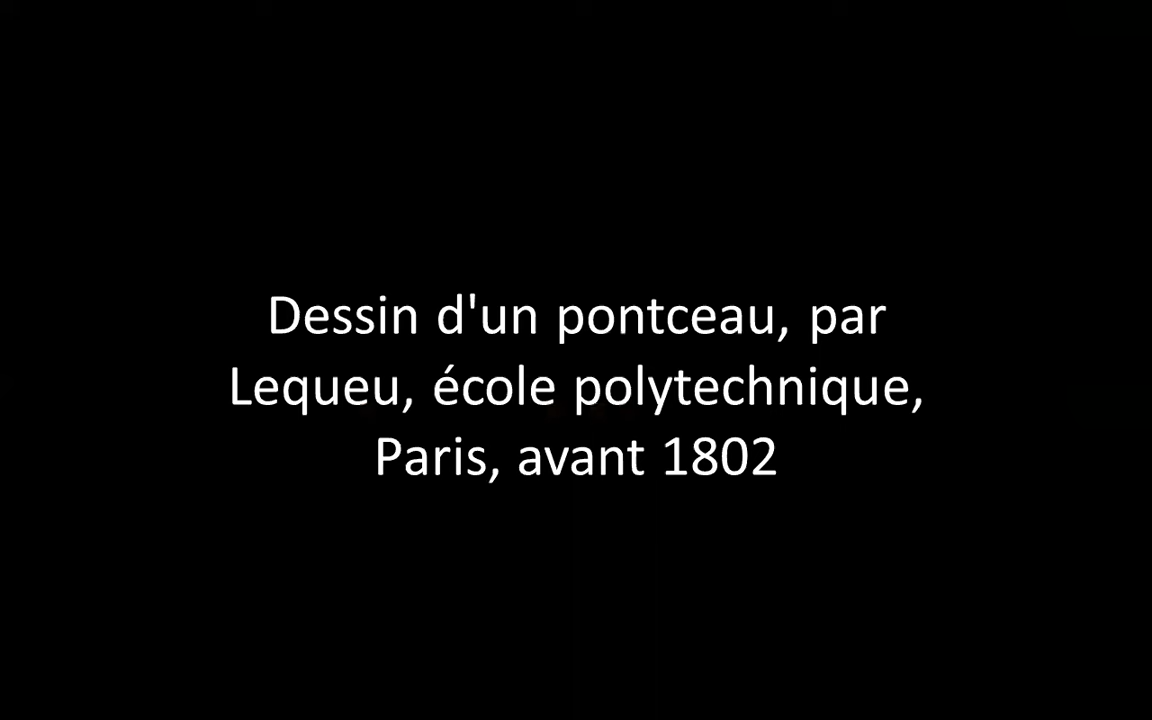 Dessin d'un pontceau, par
Lequeu, école polytechnique,
Paris, avant 1802